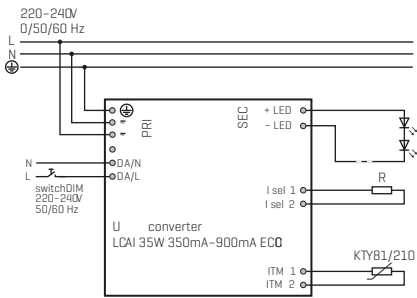 220-240V
0/50/60 Hz
L
N
PRI
SEC
+ LED
− LED
N
DA/N
L
DA/L
switchDIM
220-240V
50/60 Hz
I sel 1
I sel 2
R
U converter
LCAI 35W 350mA-900mA ECO
KTY81/210
ITM 1
ITM 2